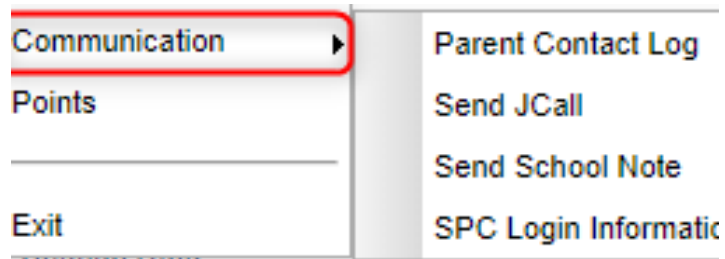 Communication
Points
Exit
Parent Contact Log
Send JCall
Send School Note
SPC Login Informatio